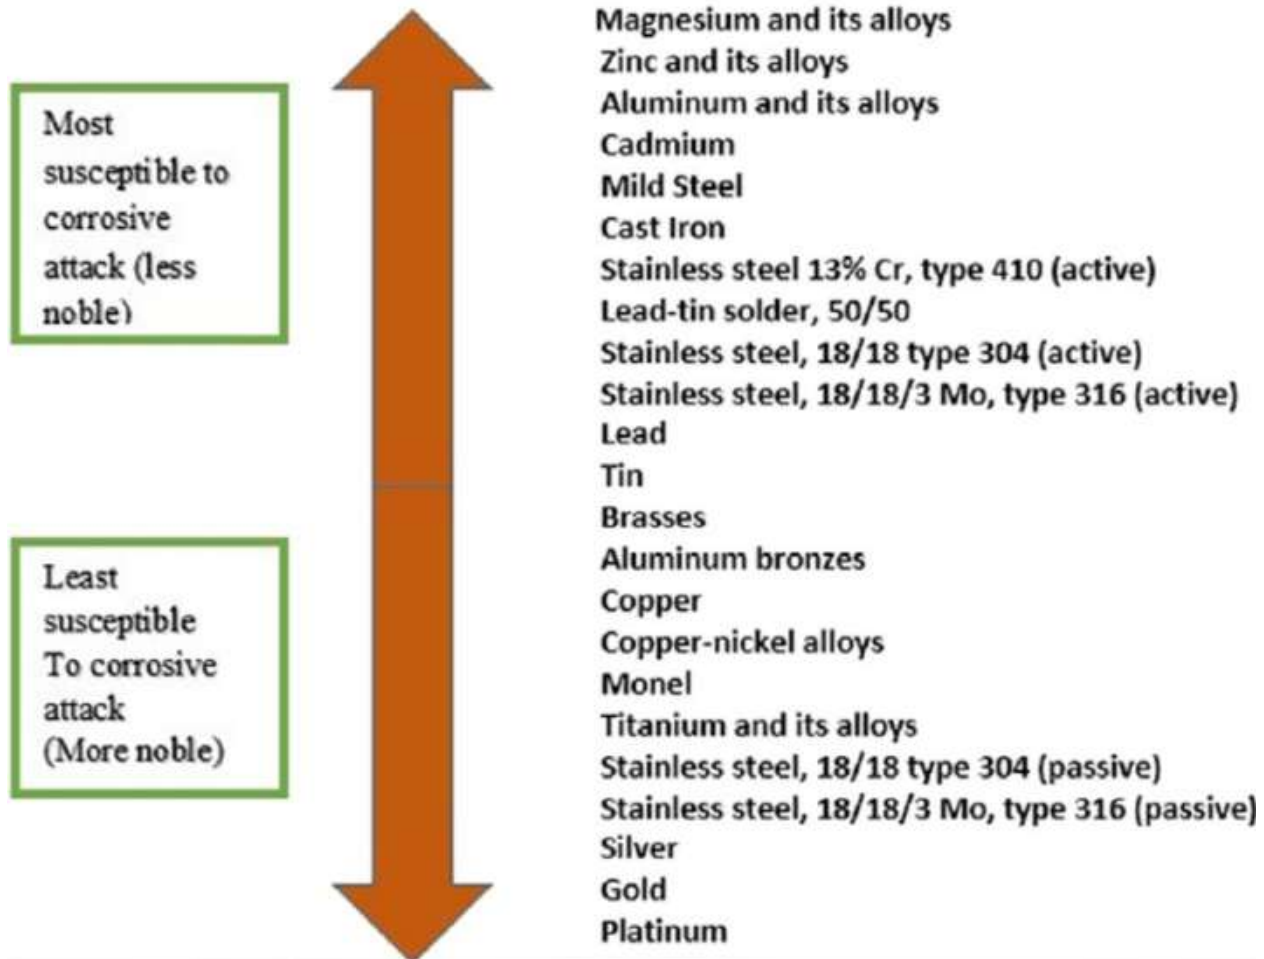 Most
susceptible to
corrosive
attack (less
noble)
Least
susceptible
To corrosive
attack
(More noble)
Magnesium and its alloys
Zinc and its alloys
Aluminum and its alloys
Cadmium
Mild Steel
Cast Iron
Stainless steel 13% Cr, type 410 (active)
Lead-tin solder, 50/50
Stainless steel, 18/18 type 304 (active)
Stainless steel, 18/18/3 Mo, type 316 (active)
Lead
Tin
Brasses
Aluminum bronzes
Copper
Copper-nickel alloys
Monel
Titanium and its alloys
Stainless steel, 18/18 type 304 (passive)
Stainless steel, 18/18/3 Mo, type 316 (passive)
Silver
Gold
Platinum